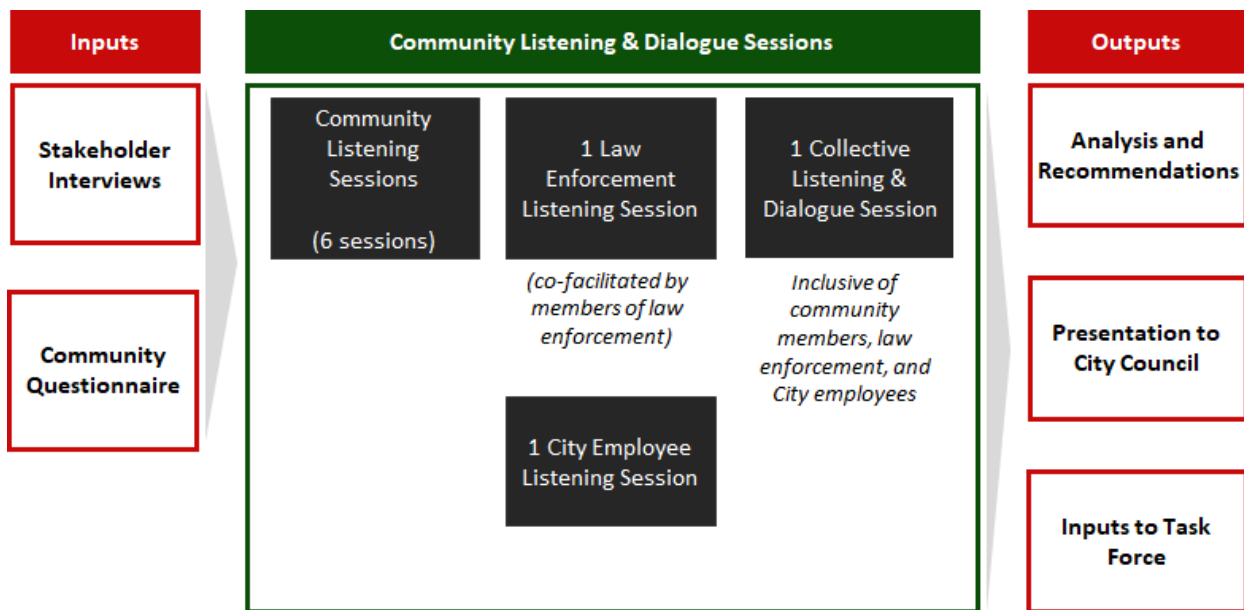 Inputs
Stakeholder
Interviews
Community
Questionnaire
Community Listening & Dialogue Sessions
Community
Listening
Sessions
(6 sessions)
1 Law
Enforcement
Listening Session
(co-facilitated by
members of law
enforcement)
1 City Employee
Listening Session
1 Collective
Listening &
Dialogue Session
Inclusive of
community
members, law
enforcement, and
City employees
Outputs
Analysis and
Recommendations
Presentation to
City Council
Inputs to Task
Force